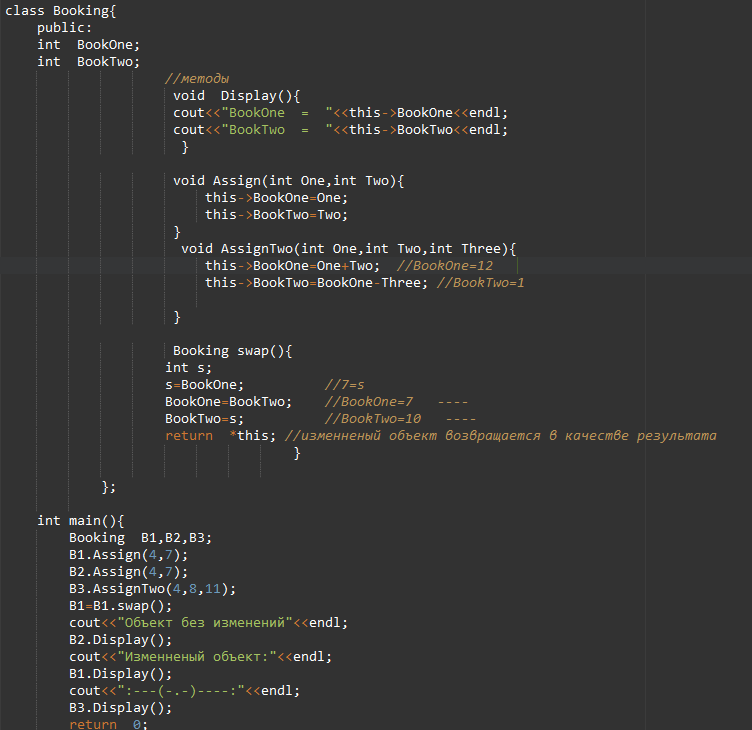 class Booking{
public:
int  BookOne;
int  BookTwo;
//методы
void  Display(){
cout<<"BookOne  =  "<<this->BookOne<<endl;
cout<<"BookTwo  =  "<<this->BookTwo<<endl;
}
void Assign(int One,int Two){
this->BookOne=One;
this->BookTwo=Two;
}
void AssignTwo(int One,int Two,int Three){
this->BookOne=One+Two;  //BookOne=12
this->BookTwo=BookOne-Three; //BookTwo=1
}
Booking swap(){
int s;
s=BookOne;          //7=s
BookOne=BookTwo;    //BookOne=7   ----
BookTwo=s;          //BookTwo=10   ----
return  *this; //изменненый объект возвращается в качестве результата
}
};
int main(){
Booking  B1,B2,B3;
B1.Assign(4,7);
B2.Assign(4,7);
B3.AssignTwo(4,8,11);
B1=B1.swap();
cout<<"Объект без изменений"<<endl;
B2.Display();
cout<<"Изменненый объект:"<<endl;
B1.Display();
cout<<":---(-.-)----:"<<endl;
B3.Display();
return  0;